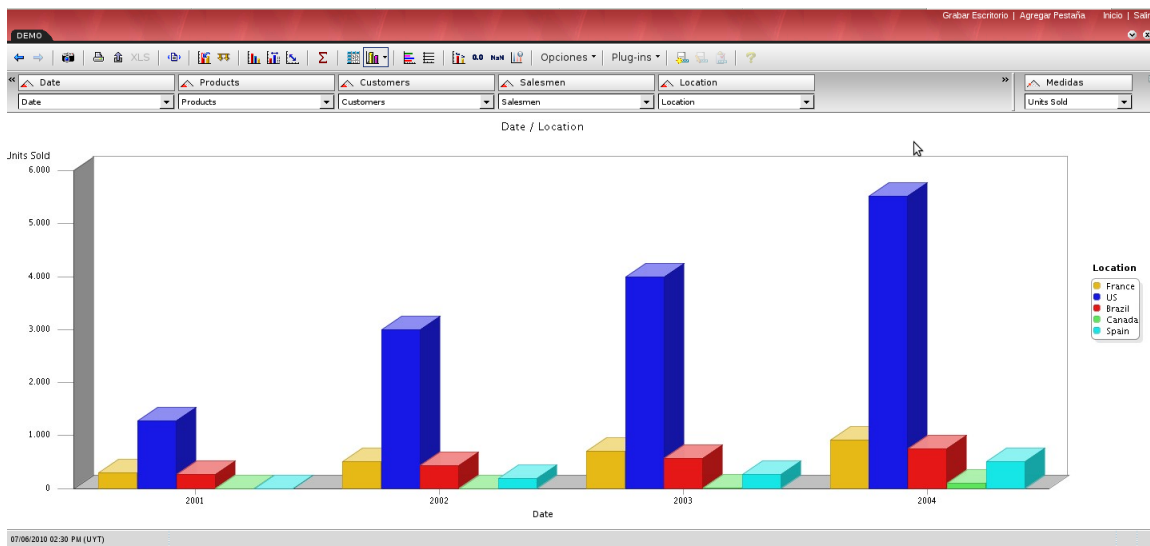 Grabar Escritorio | Agregar Pestaña Inicio | Salir
DEMO
XLS Σ 0.0 NaN Opciones Plug-ins ?
« Date Products Customers Salesmen Location » Medidas
Date Products Customers Salesmen Location Units Sold
Date / Location
Units Sold
6.000
5.000
4.000
3.000
2.000
1.000
0
2001 2002 2003 2004
Date
Location
France
US
Brazil
Canada
Spain
07/06/2010 02:30 PM (UYT)